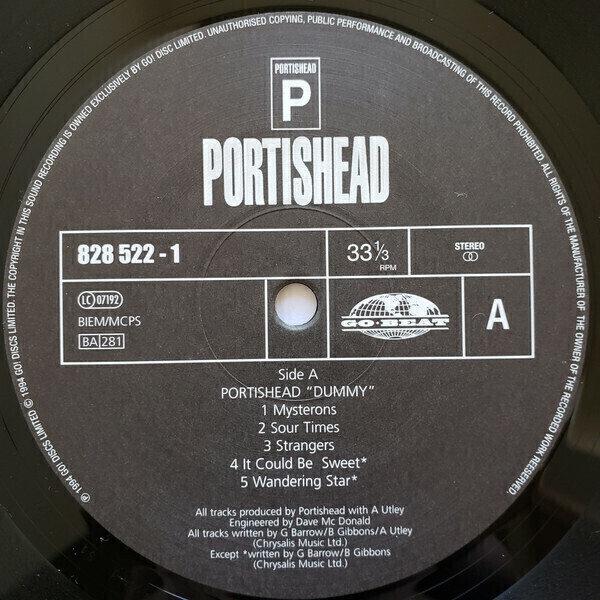 ℗ 1994 GO! DISCS LIMITED © 1994 GO! DISCS LIMITED. THE COPYRIGHT IN THIS SOUND RECORDING IS OWNED EXCLUSIVELY BY GO! DISC LIMITED. UNAUTHORISED COPYING, PUBLIC PERFORMANCE AND BROADCASTING OF THIS RECORD PROHIBITED. ALL RIGHTS OF THE MANUFACTURER OF THE OWNER OF THE RECORDED WORK REESERVED.
PORTISHEAD
P
PORTISHEAD
828 522 - 1
33 1/3
RPM
STEREO
LC 07192
BIEM/MCPS
BA 281
GO·BEAT
A
Side A
PORTISHEAD “DUMMY”
1 Mysterons
2 Sour Times
3 Strangers
4 It Could Be Sweet*
5 Wandering Star*
All tracks produced by Portishead with A Utley
Engineered by Dave Mc Donald
All tracks written by G Barrow/B Gibbons/A Utley
(Chrysalis Music Ltd.)
Except *written by G Barrow/B Gibbons
(Chrysalis Music Ltd.)